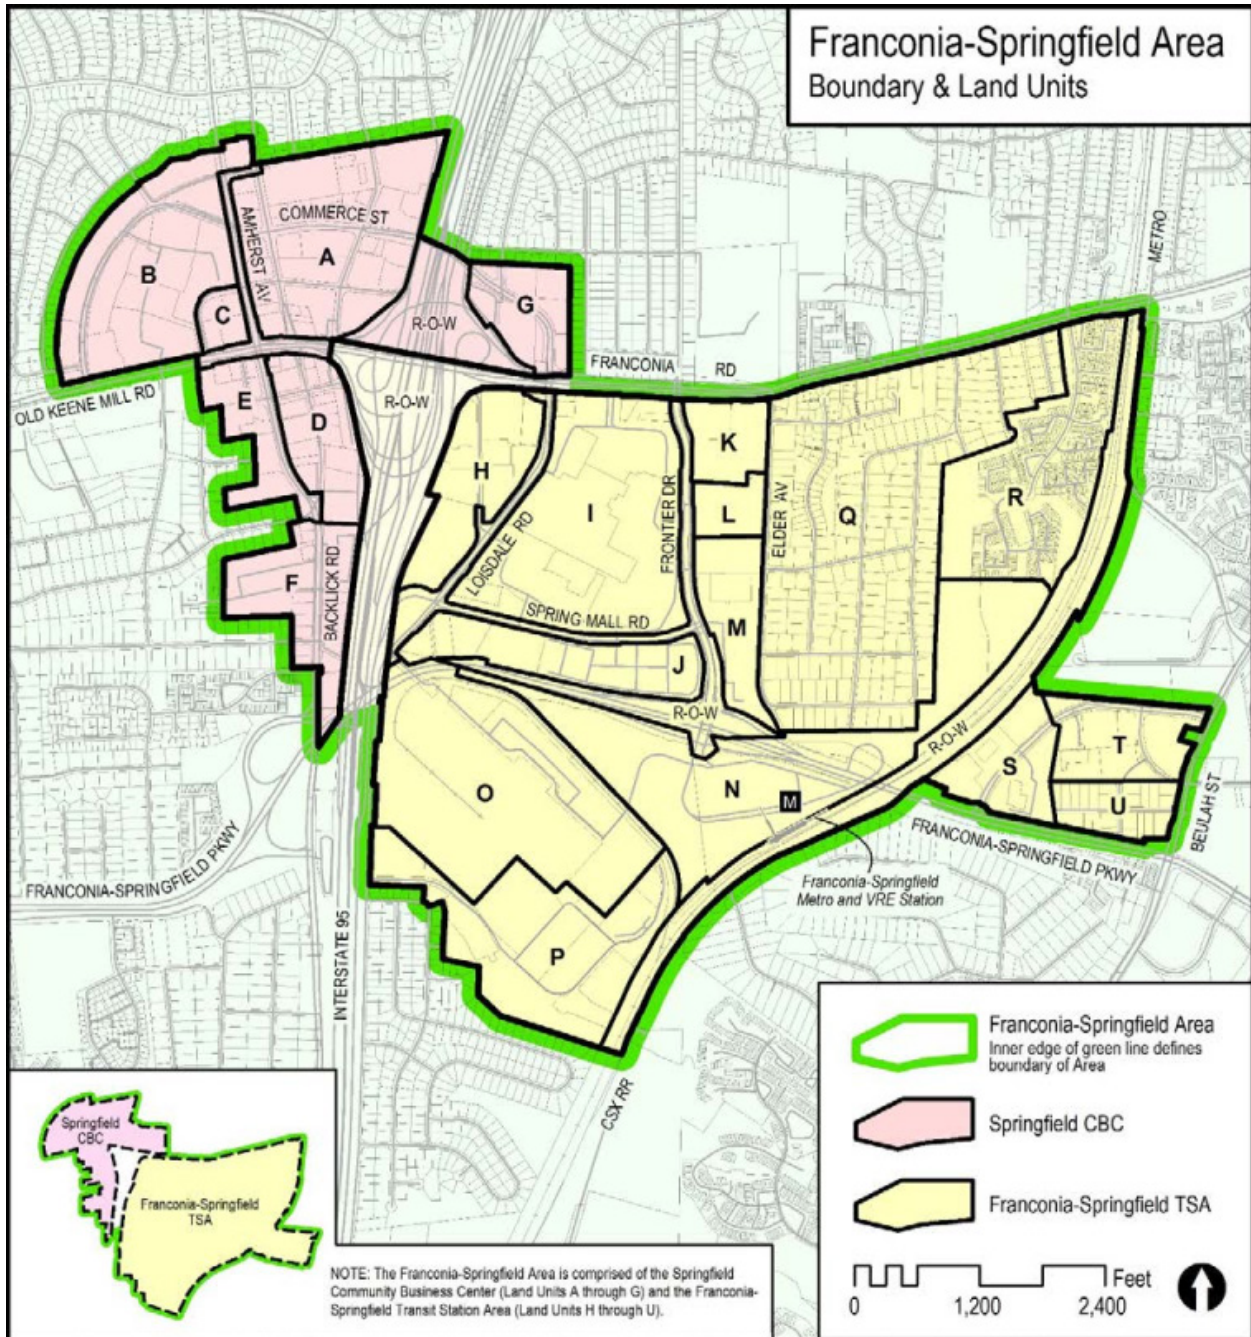 Franconia-Springfield Area
Boundary & Land Units
METRO
COMMERCE ST
AMHERST AV
A
B
C
G
R-O-W
FRANCONIA RD
OLD KEENE MILL RD
R-O-W
E
D
K
H
FRONTIER DR
L
ELDER AV
Q
R
I
LOISDALE RD
F
BACKLICK RD
SPRING MALL RD
M
J
R-O-W
R-O-W
T
S
O
N
M
U
BEULAH ST
FRANCONIA-SPRINGFIELD PKWY
FRANCONIA-SPRINGFIELD PKWY
Franconia-Springfield
Metro and VRE Station
INTERSTATE 95
P
CSX RR
Franconia-Springfield Area
Inner edge of green line defines
boundary of Area
Springfield CBC
Franconia-Springfield TSA
Feet
0 1,200 2,400
Springfield
CBC
Franconia-Springfield
TSA
NOTE: The Franconia-Springfield Area is comprised of the Springfield
Community Business Center (Land Units A through G) and the Franconia-
Springfield Transit Station Area (Land Units H through U).